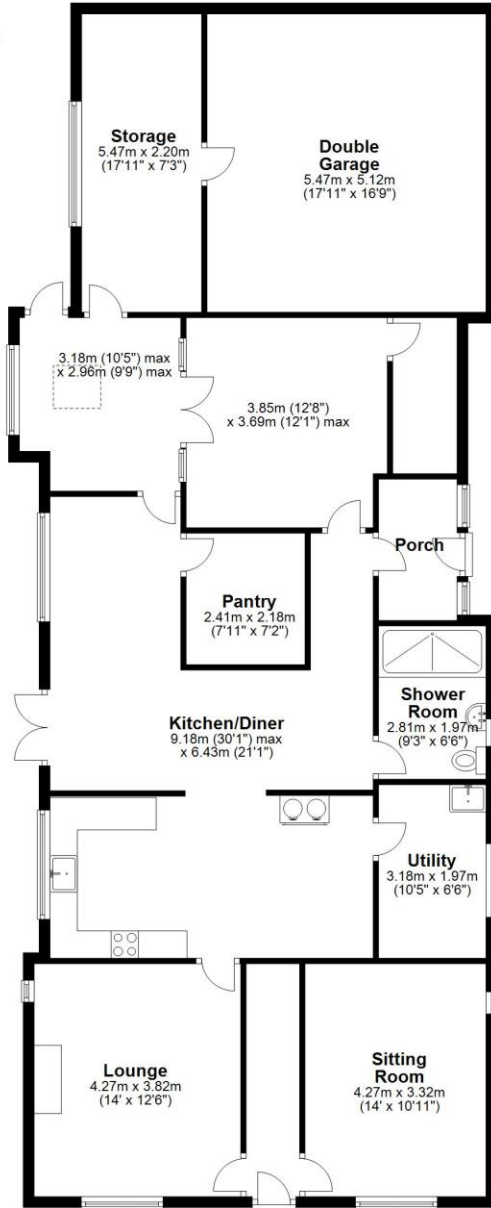 Storage
5.47m x 2.20m
(17'11" x 7'3")
Double
Garage
5.47m x 5.12m
(17'11" x 16'9")
3.18m (10'5") max
x 2.96m (9'9") max
3.85m (12'8")
x 3.69m (12'1") max
Porch
Pantry
2.41m x 2.18m
(7'11" x 7'2")
Shower
Room
2.81m x 1.97m
(9'3" x 6'6")
Kitchen/Diner
9.18m (30'1") max
x 6.43m (21'1")
Utility
3.18m x 1.97m
(10'5" x 6'6")
Lounge
4.27m x 3.82m
(14' x 12'6")
Sitting
Room
4.27m x 3.32m
(14' x 10'11")